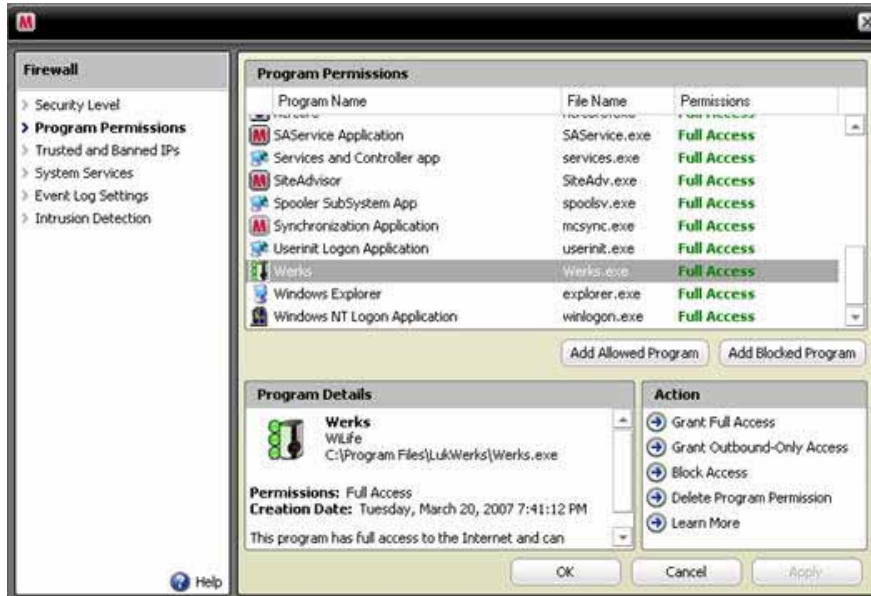 M
Firewall
Security Level
Program Permissions
Trusted and Banned IPs
System Services
Event Log Settings
Intrusion Detection
Help
Program Permissions
Program Name File Name Permissions
SAService Application SAService.exe Full Access
Services and Controller app services.exe Full Access
SiteAdvisor SiteAdv.exe Full Access
Spooler SubSystem App spoolsv.exe Full Access
Synchronization Application mcsync.exe Full Access
Userinit Logon Application userinit.exe Full Access
Werks Werks.exe Full Access
Windows Explorer explorer.exe Full Access
Windows NT Logon Application winlogon.exe Full Access
Add Allowed Program Add Blocked Program
Program Details
Werks
WiLife
C:\Program Files\LukWerks\Werks.exe
Permissions: Full Access
Creation Date: Tuesday, March 20, 2007 7:41:12 PM
This program has full access to the Internet and can
Action
Grant Full Access
Grant Outbound-Only Access
Block Access
Delete Program Permission
Learn More
OK Cancel Apply